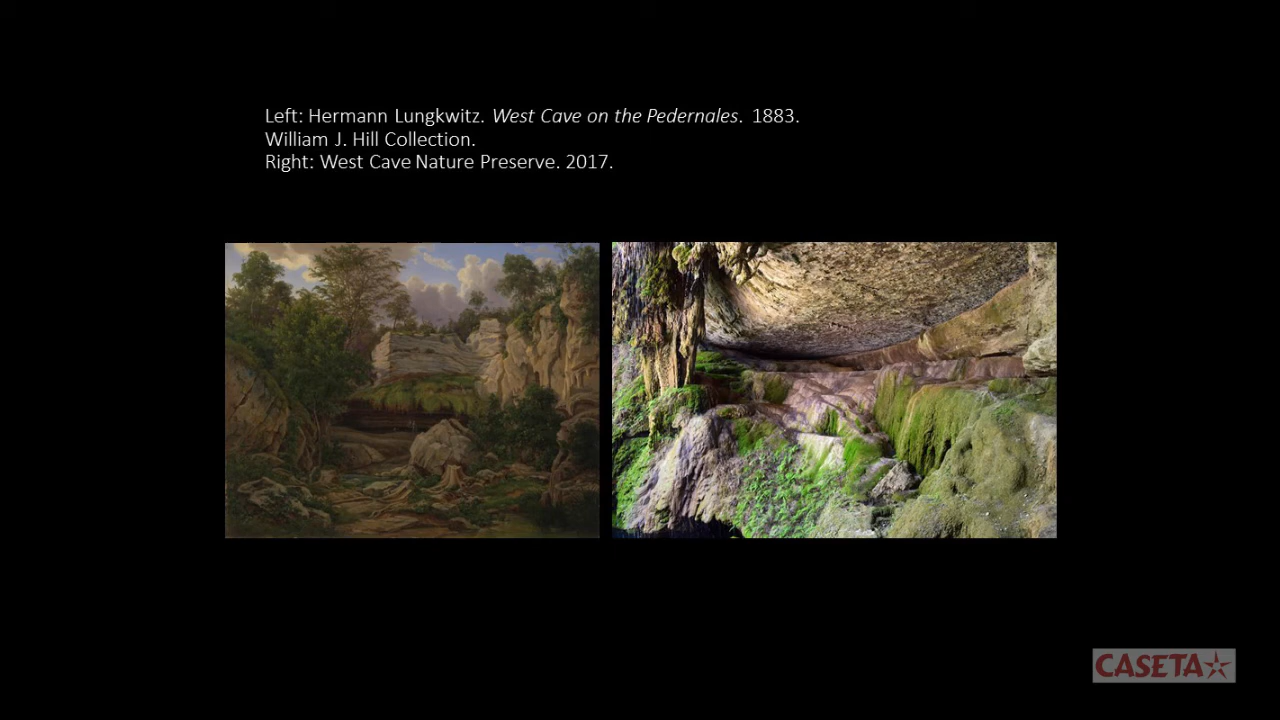 Left: Hermann Lungkwitz. West Cave on the Pedernales. 1883.
William J. Hill Collection.
Right: West Cave Nature Preserve. 2017.
CASETA